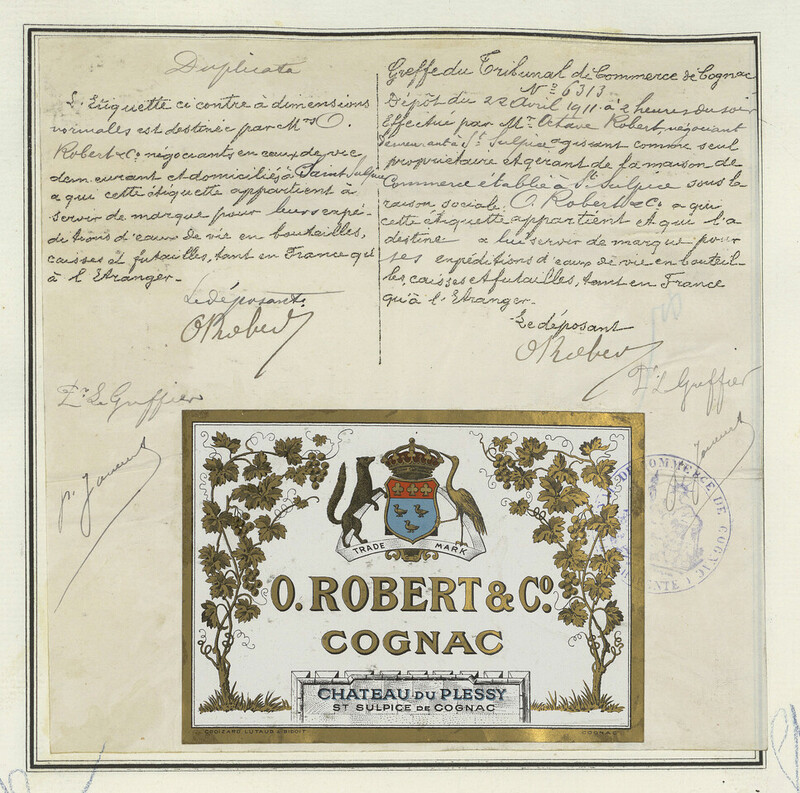 Duplicata
L'Etiquette ci contre à dimensions
normales est destinée par Mrs O.
Robert & Co. négociants en eaux de vie
demeurant et domiciliés à Saint Sulpice
a qui cette étiquette appartient à
servir de marque pour leurs expé-
ditions d'eaux de vie en bouteilles,
caisses et futailles, tant en France qu'
à l'Etranger.
Le déposant.
ORobert
Pr. Le Greffier
Greffe du Tribunal de Commerce de Cognac
No 6313
Dépôt du 22 Avril 1911 à 2 heures du soir
Effectué par Mr. Octave Robert, négociant
demeurant à St. Sulpice agissant comme seul
propriétaire et gérant de la maison de
Commerce établie à St Sulpice sous la
raison sociale O. Robert & Co. a qui
cette étiquette appartient et qui l'a
destine a lui servir de marque pour
ses expéditions d'eaux de vie en bouteil-
les, caisses et futailles, tant en France
qu'à l'Etranger.
Le déposant
ORobert
Pr. Le Greffier
TRADE MARK
O. ROBERT & Co.
COGNAC
CHATEAU DU PLESSY
ST SULPICE DE COGNAC
COGNAC
DE COMMERCE DE COGNAC